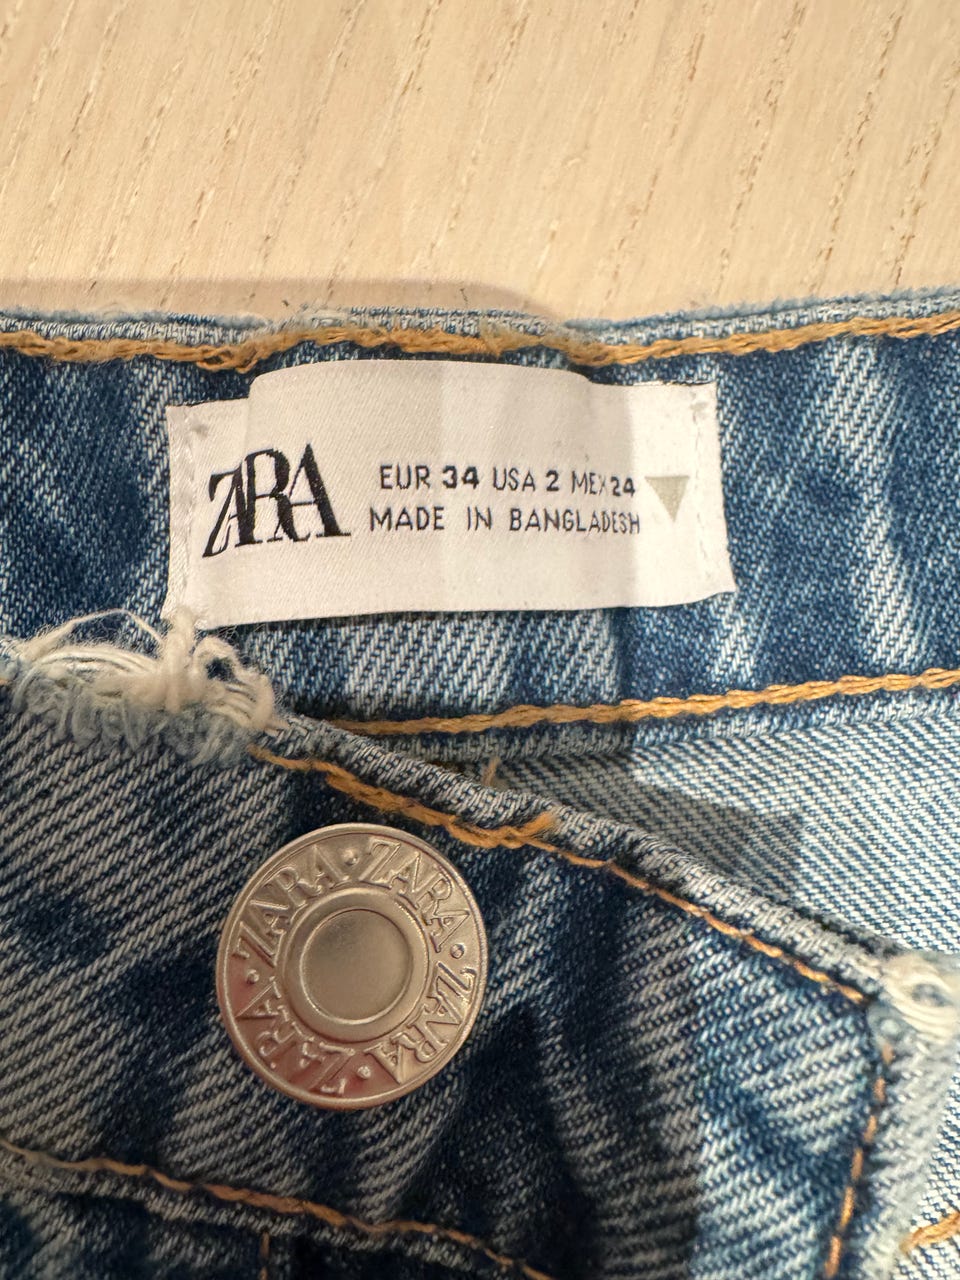 ZARA
EUR 34 USA 2 MEX 24
MADE IN BANGLADESH
ZARA · ZARA · ZARA · ZARA ·